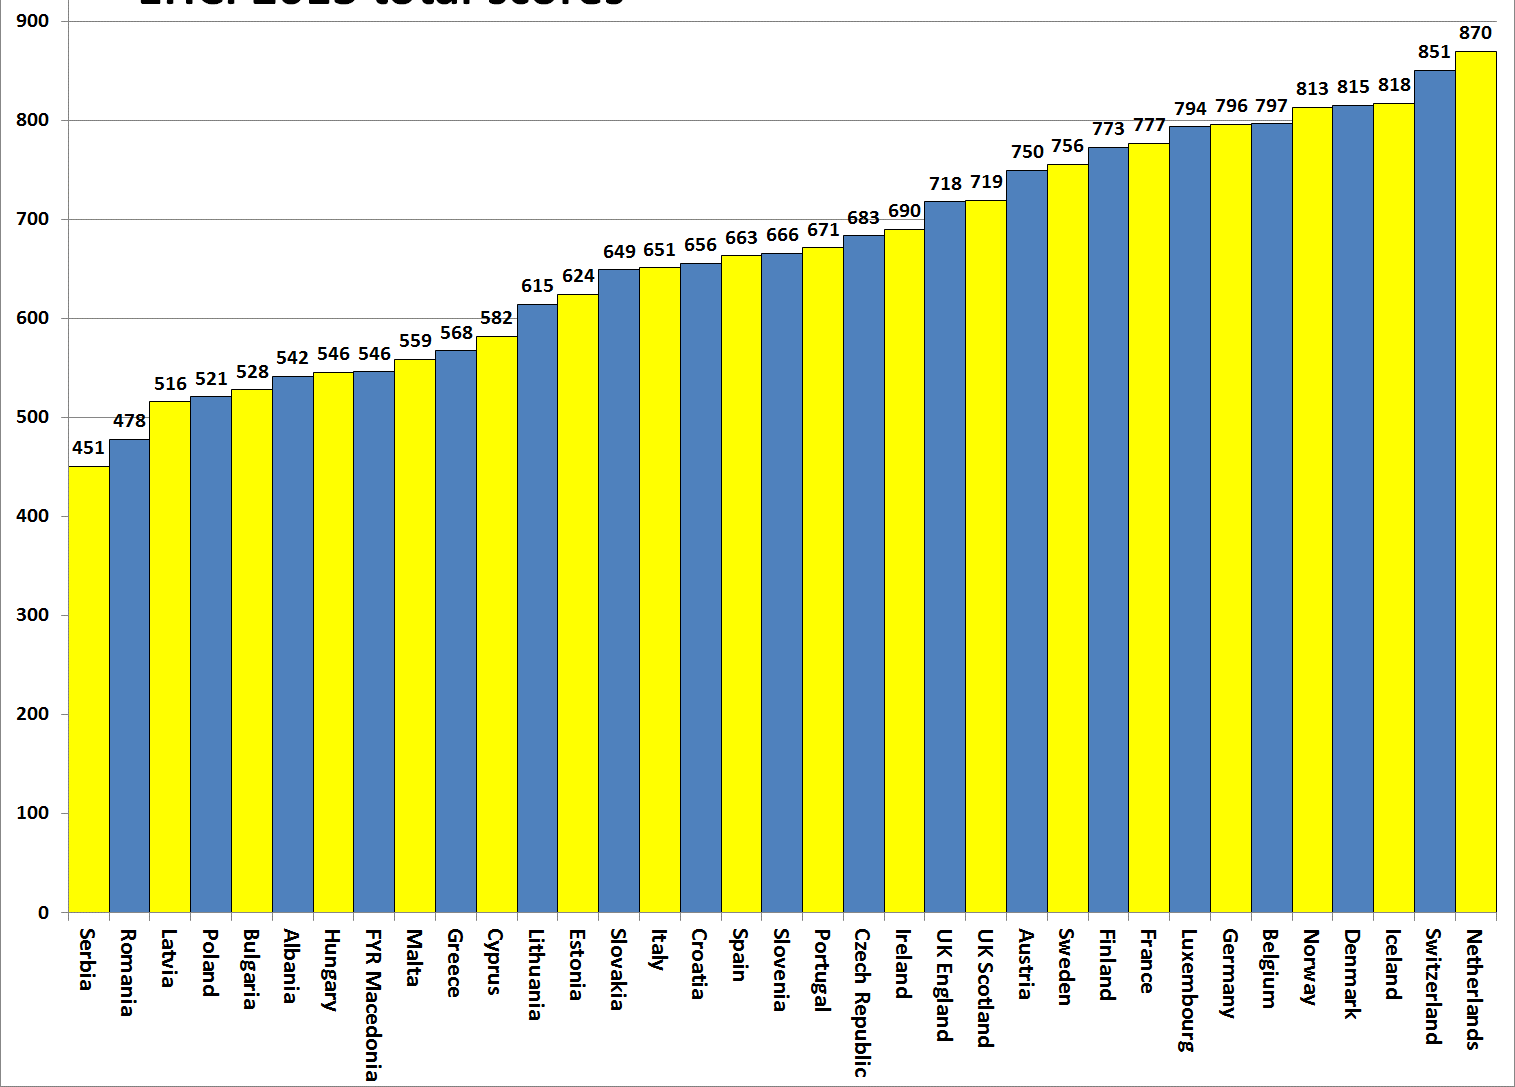 total scores
900
800
700
600
500
400
300
200
100
0
451
478
516
521
528
542
546
546
559
568
582
615
624
649
651
656
663
666
671
683
690
718
719
750
756
773
777
794
796
797
813
815
818
851
870
Serbia
Romania
Latvia
Poland
Bulgaria
Albania
Hungary
FYR Macedonia
Malta
Greece
Cyprus
Lithuania
Estonia
Slovakia
Italy
Croatia
Spain
Slovenia
Portugal
Czech Republic
Ireland
UK England
UK Scotland
Austria
Sweden
Finland
France
Luxembourg
Germany
Belgium
Norway
Denmark
Iceland
Switzerland
Netherlands